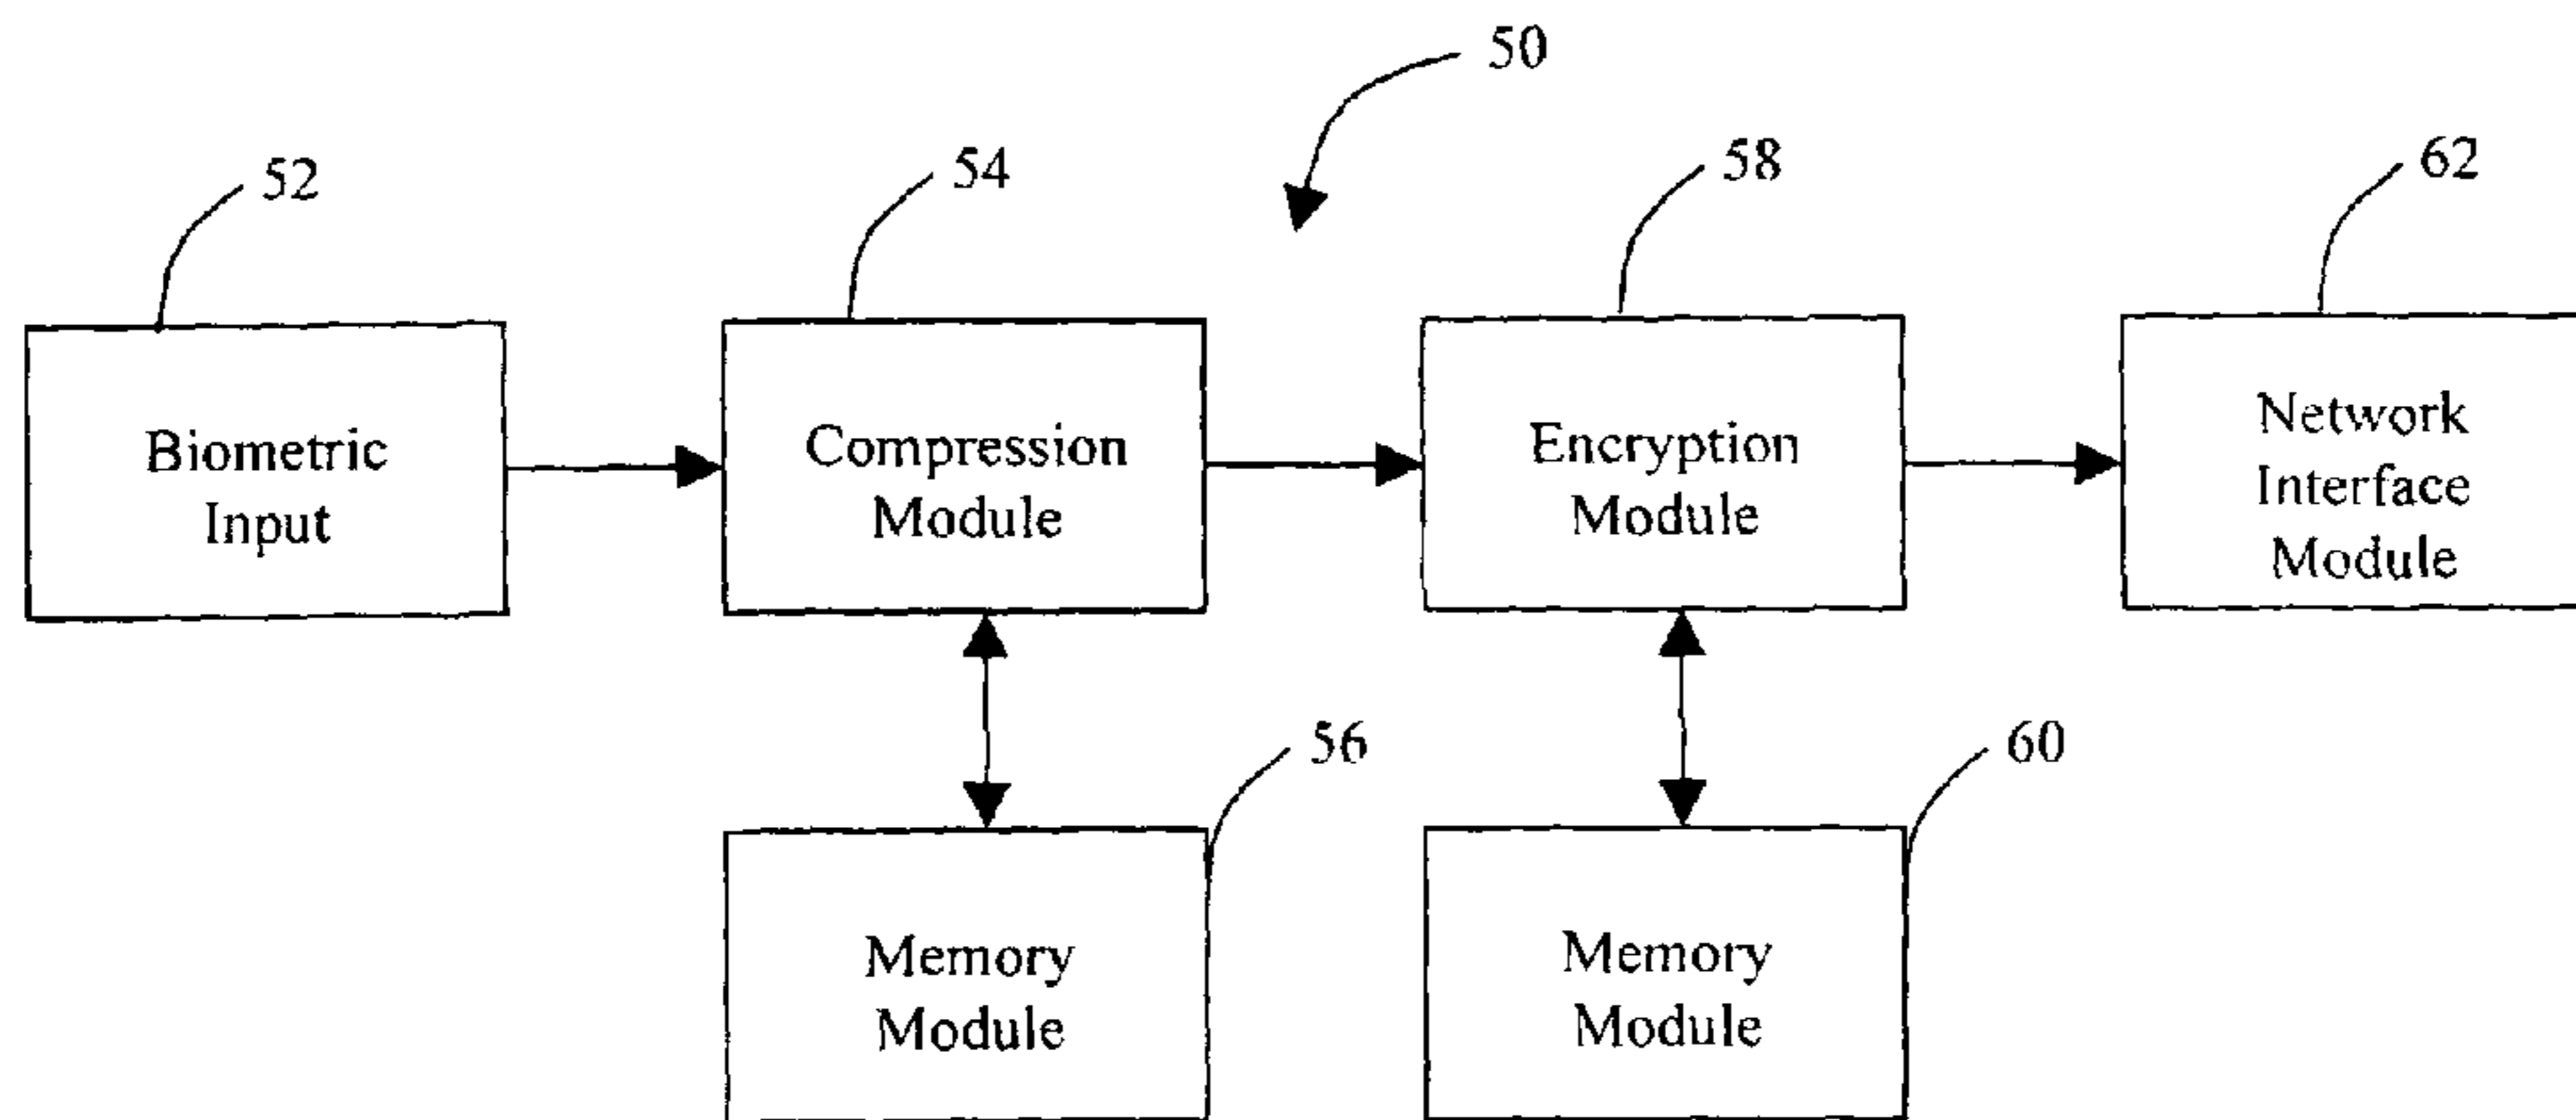 50
52
54
58
62
Biometric
Input
Compression
Module
Encryption
Module
Network
Interface
Module
56
60
Memory
Module
Memory
Module